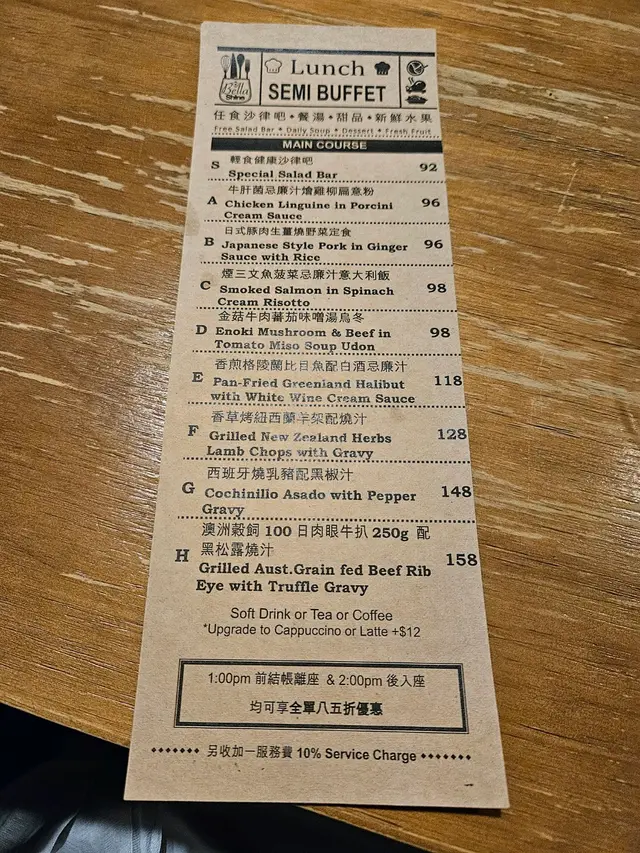 Bella
Shine
Lunch
SEMI BUFFET
任食沙律吧•餐湯•甜品•新鮮水果
Free Salad Bar • Daily Soup • Dessert • Fresh Fruit
MAIN COURSE
S 輕食健康沙律吧
Special Salad Bar 92
牛肝菌忌廉汁燴雞柳扁意粉
A Chicken Linguine in Porcini 96
Cream Sauce
日式豚肉生薑燒野菜定食
B Japanese Style Pork in Ginger 96
Sauce with Rice
煙三文魚菠菜忌廉汁意大利飯
C Smoked Salmon in Spinach 98
Cream Risotto
金菇牛肉蕃茄味噌湯烏冬
D Enoki Mushroom & Beef in 98
Tomato Miso Soup Udon
香煎格陵蘭比目魚配白酒忌廉汁
E Pan-Fried Greenland Halibut 118
with White Wine Cream Sauce
香草烤紐西蘭羊架配燒汁
F Grilled New Zealand Herbs 128
Lamb Chops with Gravy
西班牙燒乳豬配黑椒汁
G Cochinilio Asado with Pepper 148
Gravy
澳洲穀飼 100 日肉眼牛扒 250g 配
黑松露燒汁
H Grilled Aust.Grain fed Beef Rib 158
Eye with Truffle Gravy
Soft Drink or Tea or Coffee
*Upgrade to Cappuccino or Latte +$12
1:00pm 前結帳離座 & 2:00pm 後入座
均可享全單八五折優惠
另收加一服務費 10% Service Charge